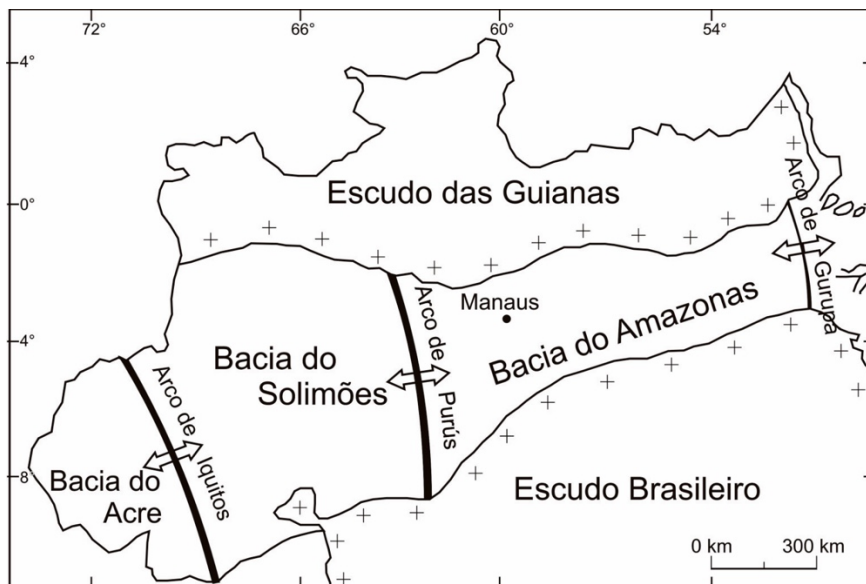 72°
66°
60°
54°
4°
0°
4°
8°
Escudo das Guianas
Arco de
Gurupa
Manaus
Arco de
Purús
Bacia do Amazonas
Bacia do
Solimões
Arco de
Iquitos
Bacia do
Acre
Escudo Brasileiro
0 km
300 km